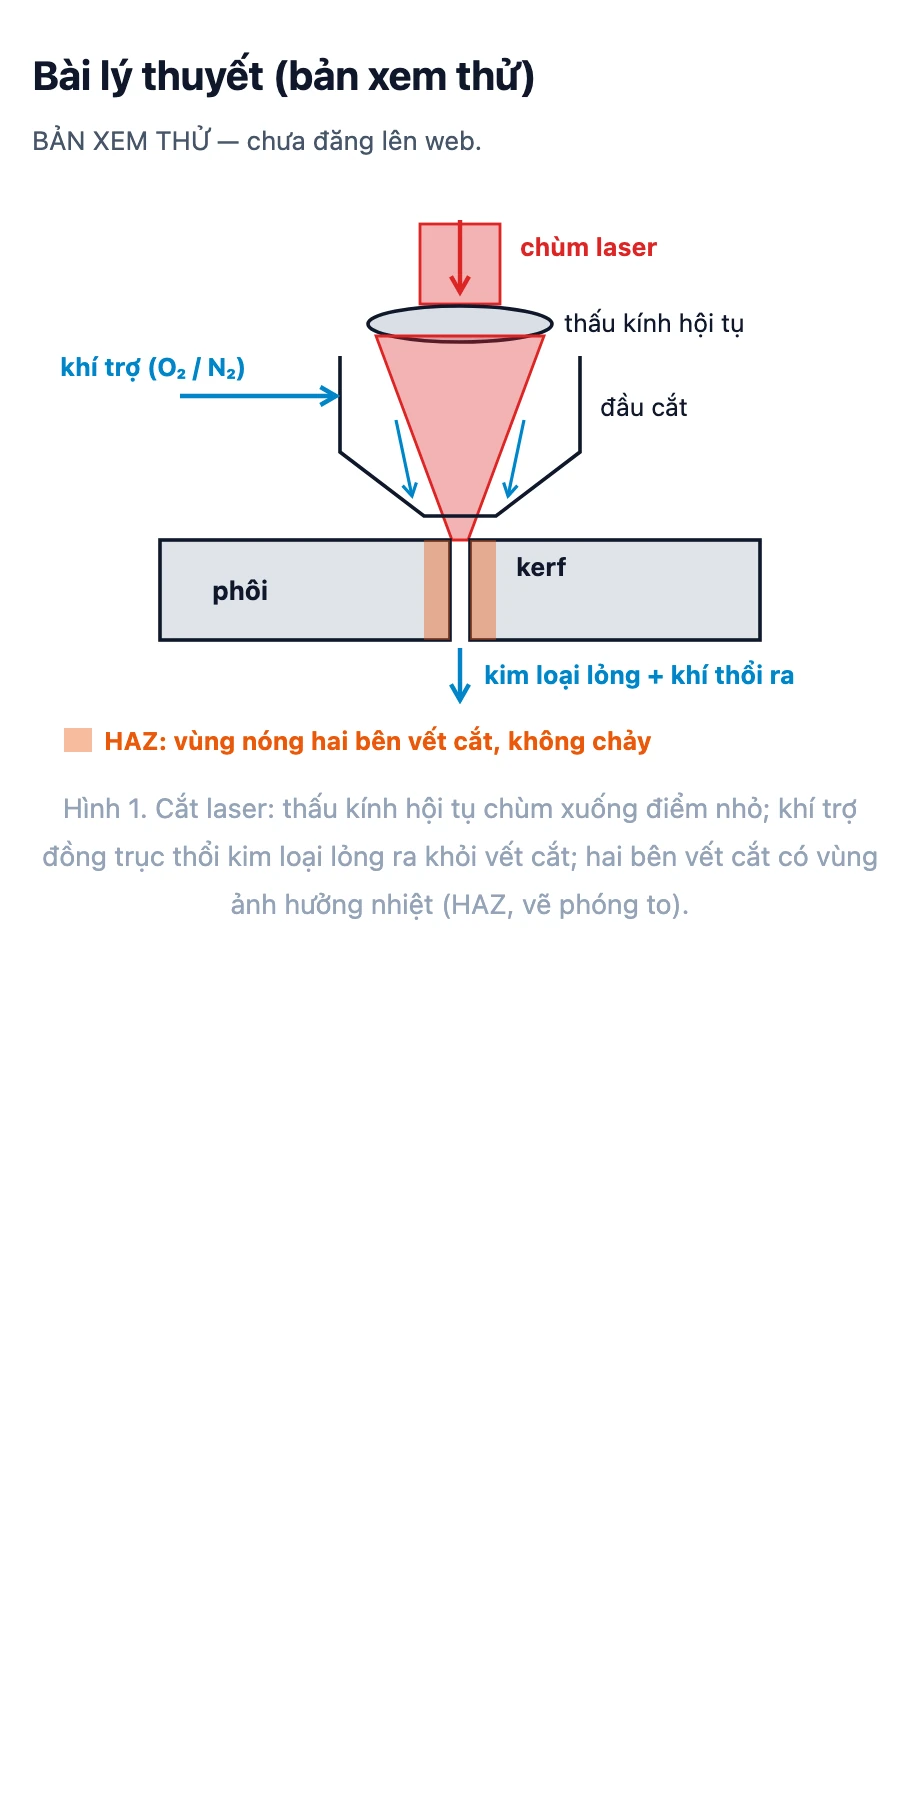 Bài lý thuyết (bản xem thử)
BẢN XEM THỬ — chưa đăng lên web.
chùm laser
thấu kính hội tụ
khí trợ (O₂ / N₂)
đầu cắt
kerf
phôi
kim loại lỏng + khí thổi ra
HAZ: vùng nóng hai bên vết cắt, không chảy
Hình 1. Cắt laser: thấu kính hội tụ chùm xuống điểm nhỏ; khí trợ
đồng trục thổi kim loại lỏng ra khỏi vết cắt; hai bên vết cắt có vùng
ảnh hưởng nhiệt (HAZ, vẽ phóng to).